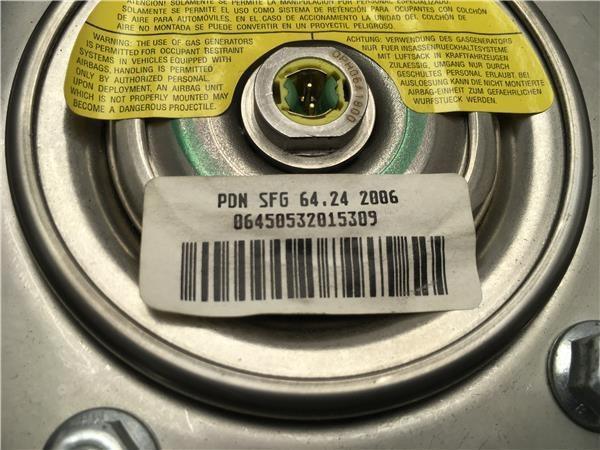 ATENCION! SOLAMENTE SE PERMITE LA MANIPULACION POR PERSONAL ESPECIALIZADO.
SOLAMENTE SE PERMITE EL USO COMO SISTEMA DE RETENCION PARA OCUPANTES CON COLCHÓN
DE AIRE PARA AUTOMÓVILES. EN EL CASO DE ACCIONAMIENTO LA UNIDAD DEL COLCHÓN DE
AIRE NO MONTADA SE PUEDE CONVERTIR EN UN PROYECTIL PELIGROSO.
WARNING: THE USE OF GAS GENERATORS
IS PERMITTED FOR OCCUPANT RESTRAINT
SYSTEMS IN VEHICLES EQUIPPED WITH
AIRBAGS. HANDLING IS PERMITTED
ONLY BY AUTHORIZED PERSONAL.
UPON DEPLOYMENT, AN AIRBAG UNIT
WHICH IS NOT PROPERLY MOUNTED MAY
BECOME A DANGEROUS PROJECTILE.
ACHTUNG: VERWENDUNG DES GASGENERATORS
NUR FUER INSASSENRUECKHALTESYSTEME
MIT LUFTSACK IN KRAFTFAHRZEUGEN
ZULAESSIG, UMGANG NUR DURCH
GESCHULTES PERSONAL ERLAUBT. BEI
AUSLOESUNG KANN DIE NICHT MONTIERTE
AIRBAG-EINHEIT ZUM GEFAEHRLICHEN
WURFSTUECK WERDEN.
PDN SFG 64.24 2006
06450532015309